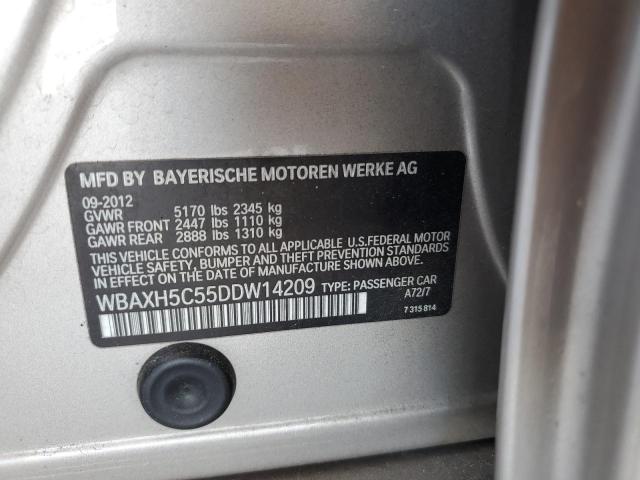 MFD BY BAYERISCHE MOTOREN WERKE AG
09-2012
GVWR 5170 lbs 2345 kg
GAWR FRONT 2447 lbs 1110 kg
GAWR REAR 2888 lbs 1310 kg
THIS VEHICLE CONFORMS TO ALL APPLICABLE U.S.FEDERAL MOTOR
VEHICLE SAFETY, BUMPER AND THEFT PREVENTION STANDARDS
IN EFFECT ON THE DATE OF MANUFACTURE SHOWN ABOVE.
WBAXH5C55DDW14209 TYPE: PASSENGER CAR
A72/7
7 315 814